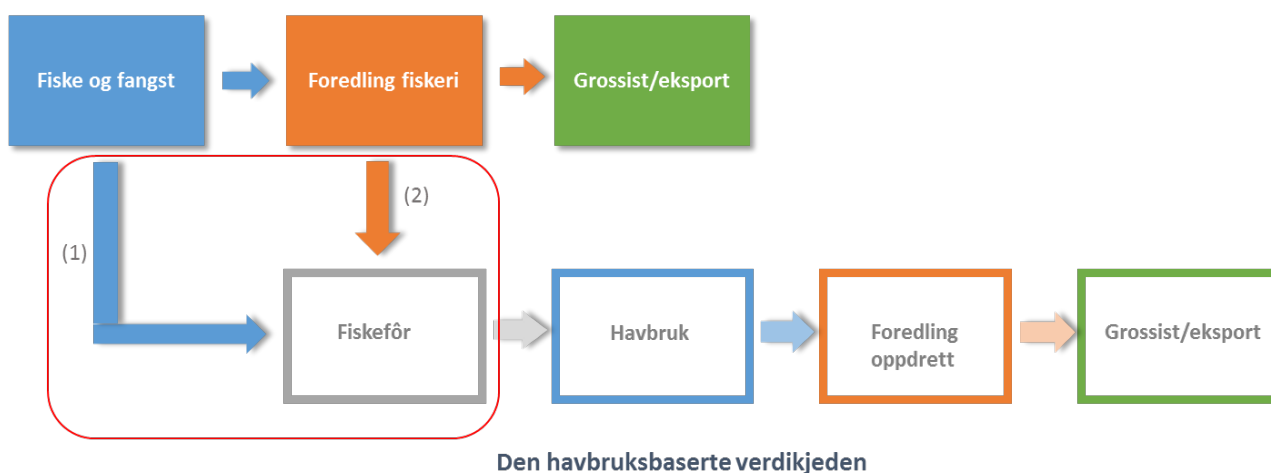 Fiske og fangst
Foredling fiskeri
Grossist/eksport
(1)
(2)
Fiskefôr
Havbruk
Foredling
oppdrett
Grossist/eksport
Den havbruksbaserte verdikjeden